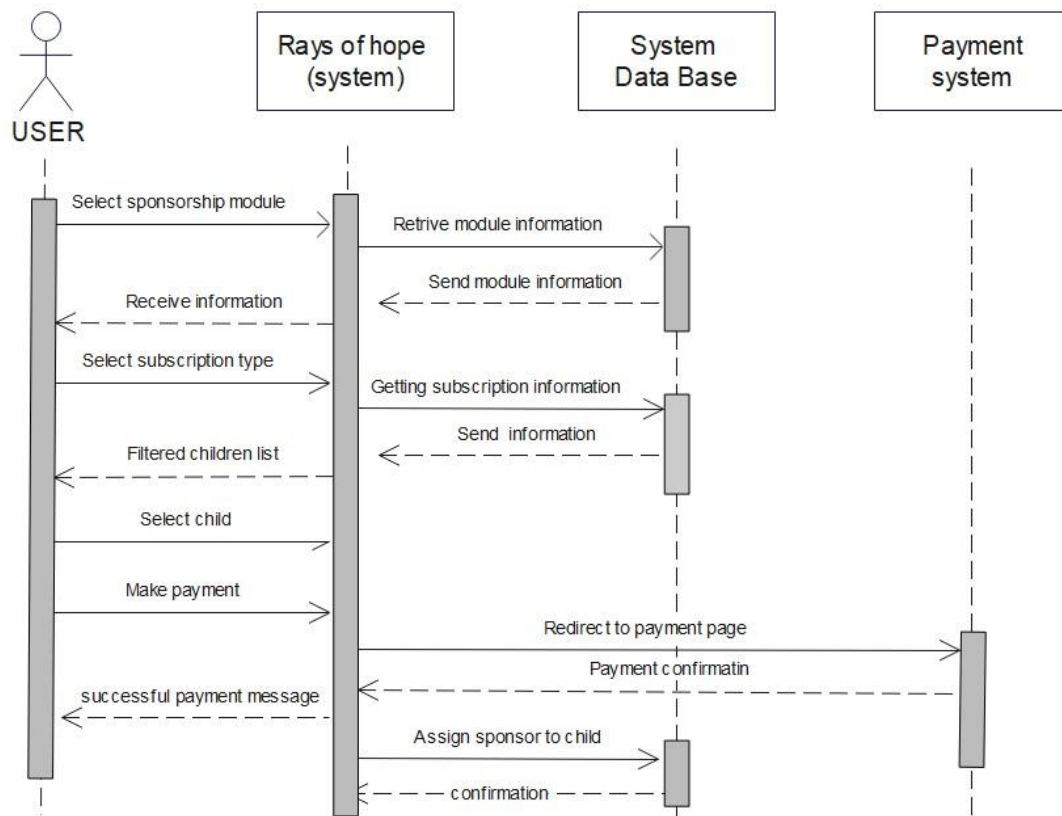 Rays of hope
(system)
System
Data Base
Payment
system
USER
Select sponsorship module
Retrive module information
Send module information
Receive information
Select subscription type
Getting subscription information
Send information
Filtered children list
Select child
Make payment
Redirect to payment page
Payment confirmatin
successful payment message
Assign sponsor to child
confirmation